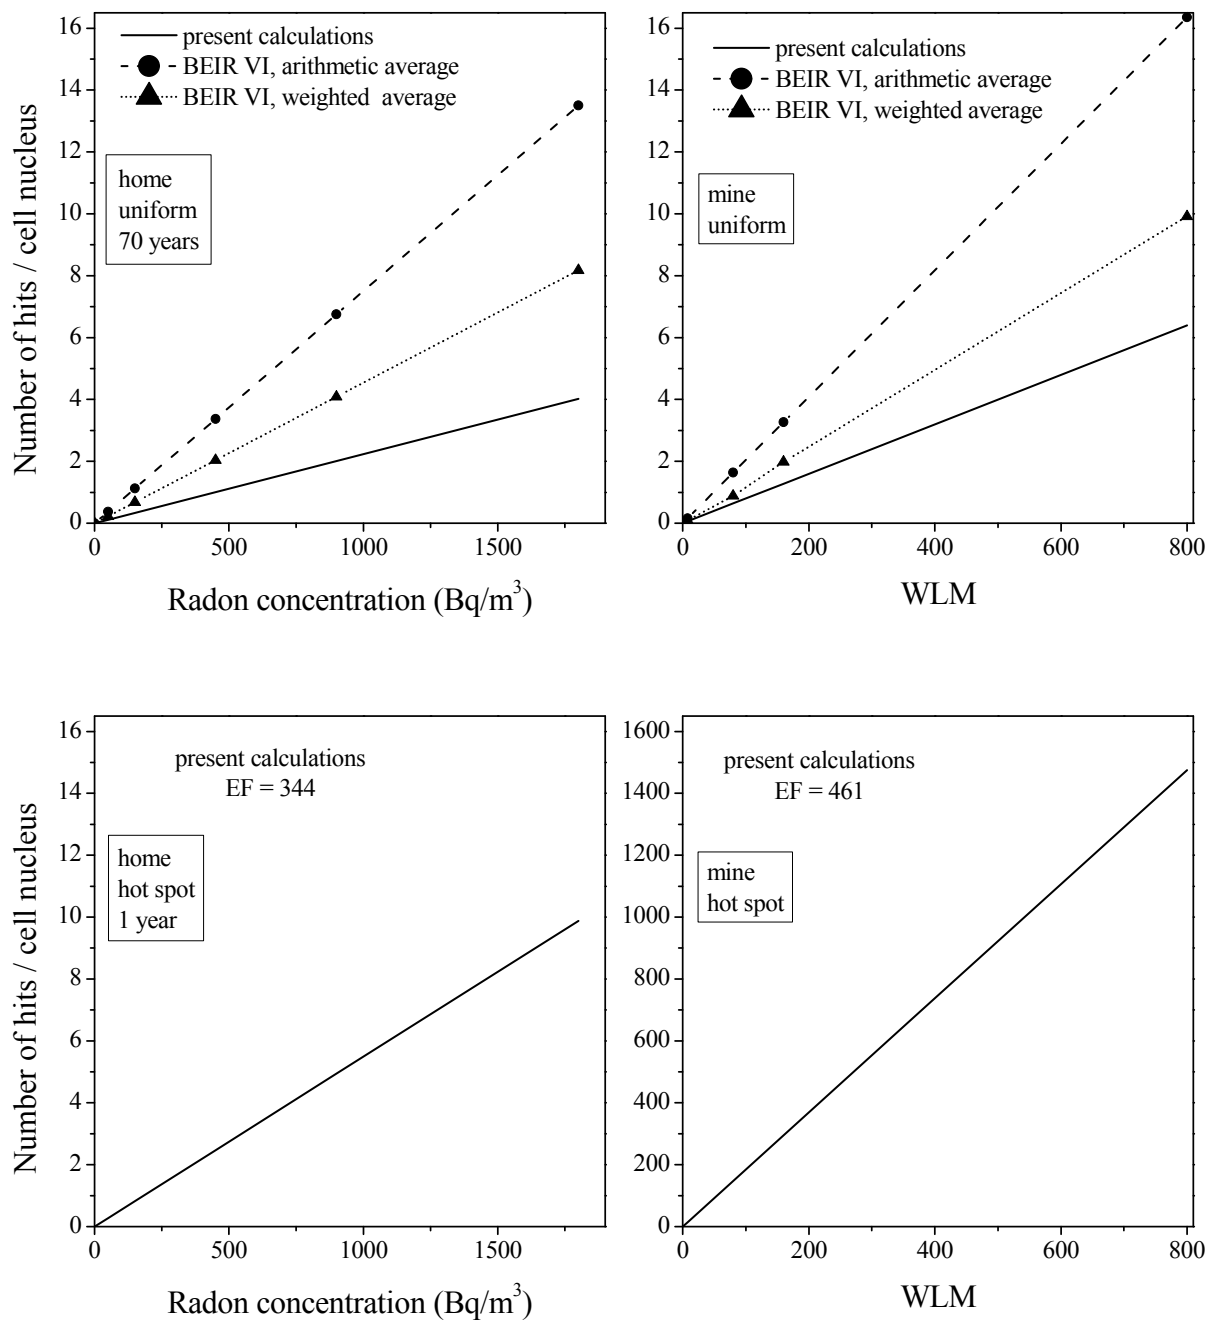 16
14
12
10
8
6
4
2
0
Number of hits / cell nucleus
present calculations
BEIR VI, arithmetic average
BEIR VI, weighted average
home
uniform
70 years
0
500
1000
1500
Radon concentration (Bq/m³)
16
14
12
10
8
6
4
2
0
present calculations
BEIR VI, arithmetic average
BEIR VI, weighted average
mine
uniform
0
200
400
600
800
WLM
16
14
12
10
8
6
4
2
0
Number of hits / cell nucleus
present calculations
EF = 344
home
hot spot
1 year
0
500
1000
1500
Radon concentration (Bq/m³)
1600
1400
1200
1000
800
600
400
200
0
present calculations
EF = 461
mine
hot spot
0
200
400
600
800
WLM